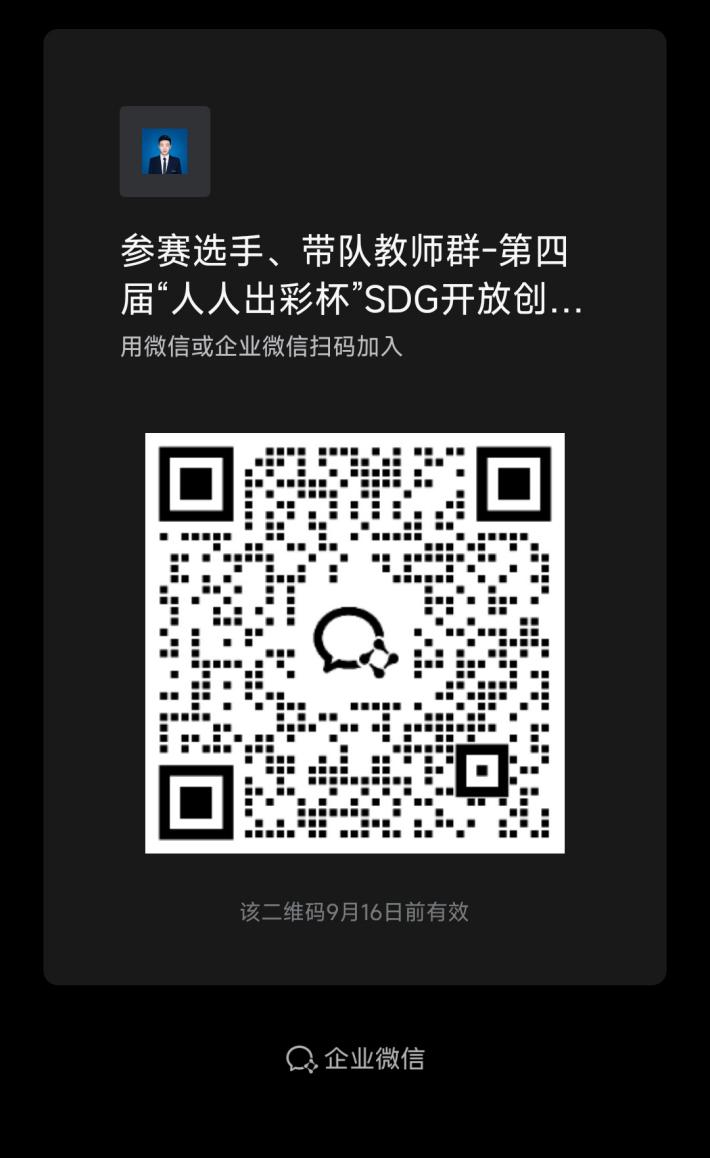 参赛选手、带队教师群-第四
届“人人出彩杯”SDG开放创...
用微信或企业微信扫码加入
该二维码9月16日前有效
企业微信